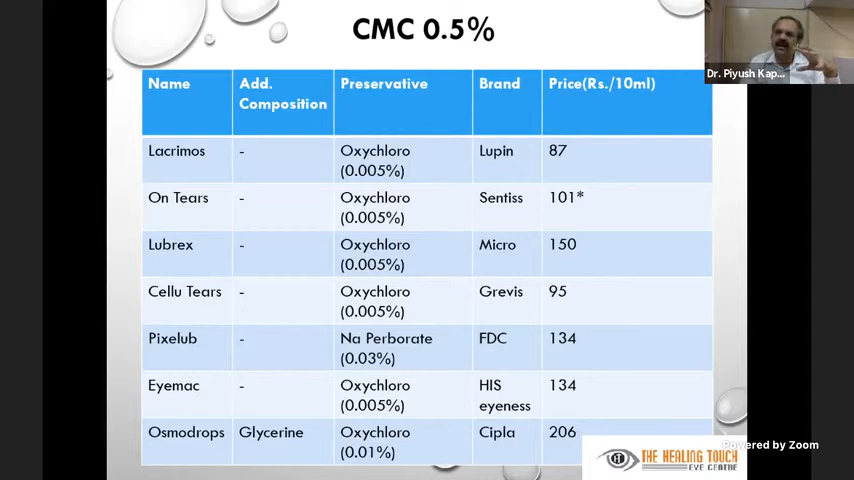 CMC 0.5%
Dr. Piyush Kap...
Name Add. Composition Preservative Brand Price(Rs./10ml)
Lacrimos - Oxychloro (0.005%) Lupin 87
On Tears - Oxychloro (0.005%) Sentiss 101*
Lubrex - Oxychloro (0.005%) Micro 150
Cellu Tears - Oxychloro (0.005%) Grevis 95
Pixelub - Na Perborate (0.03%) FDC 134
Eyemac - Oxychloro (0.005%) HIS eyeness 134
Osmodrops Glycerine Oxychloro (0.01%) Cipla 206
Powered by Zoom
THE HEALING TOUCH
EYE CENTRE